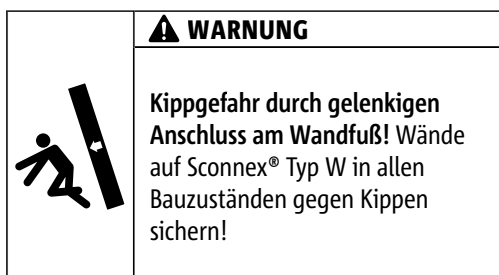 WARNUNG
Kippgefahr durch gelenkigen
Anschluss am Wandfuß! Wände
auf Sconnex® Typ W in allen
Bauzuständen gegen Kippen
sichern!